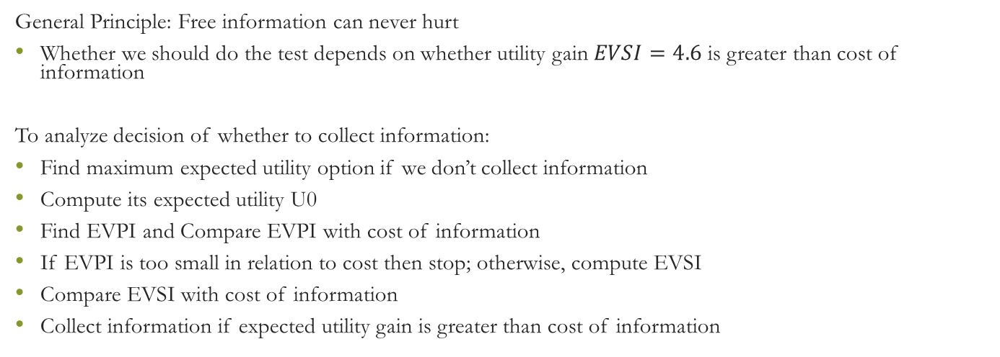 General Principle: Free information can never hurt
• Whether we should do the test depends on whether utility gain EVSI = 4.6 is greater than cost of
information
To analyze decision of whether to collect information:
• Find maximum expected utility option if we don’t collect information
• Compute its expected utility U0
• Find EVPI and Compare EVPI with cost of information
• If EVPI is too small in relation to cost then stop; otherwise, compute EVSI
• Compare EVSI with cost of information
• Collect information if expected utility gain is greater than cost of information